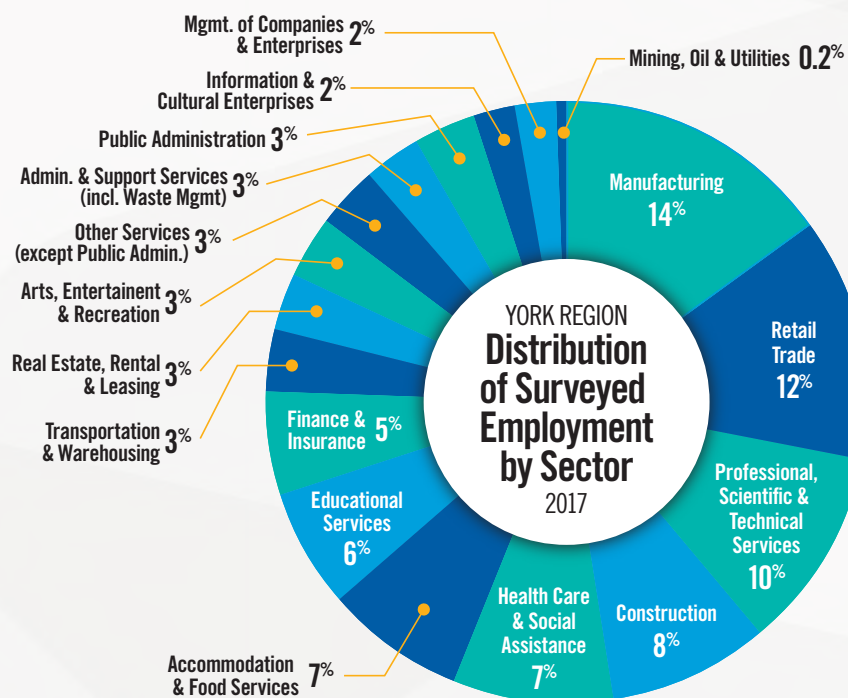 Mgmt. of Companies
& Enterprises 2%
Mining, Oil & Utilities 0.2%
Information &
Cultural Enterprises 2%
Public Administration 3%
Admin. & Support Services
(incl. Waste Mgmt) 3%
Other Services
(except Public Admin.) 3%
Arts, Entertainent
& Recreation 3%
Real Estate, Rental
& Leasing 3%
Transportation
& Warehousing 3%
Finance &
Insurance 5%
Educational
Services
6%
Accommodation
& Food Services 7%
Health Care
& Social
Assistance
7%
Construction
8%
Professional,
Scientific &
Technical
Services
10%
Retail
Trade
12%
Manufacturing
14%
YORK REGION
Distribution
of Surveyed
Employment
by Sector
2017